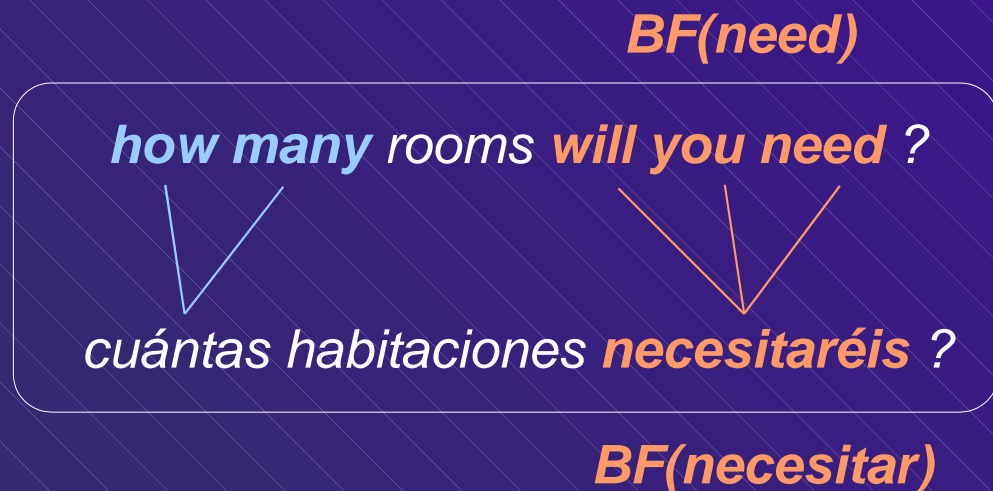 BF(need)
how many rooms will you need ?
cuántas habitaciones necesitaréis ?
BF(necesitar)